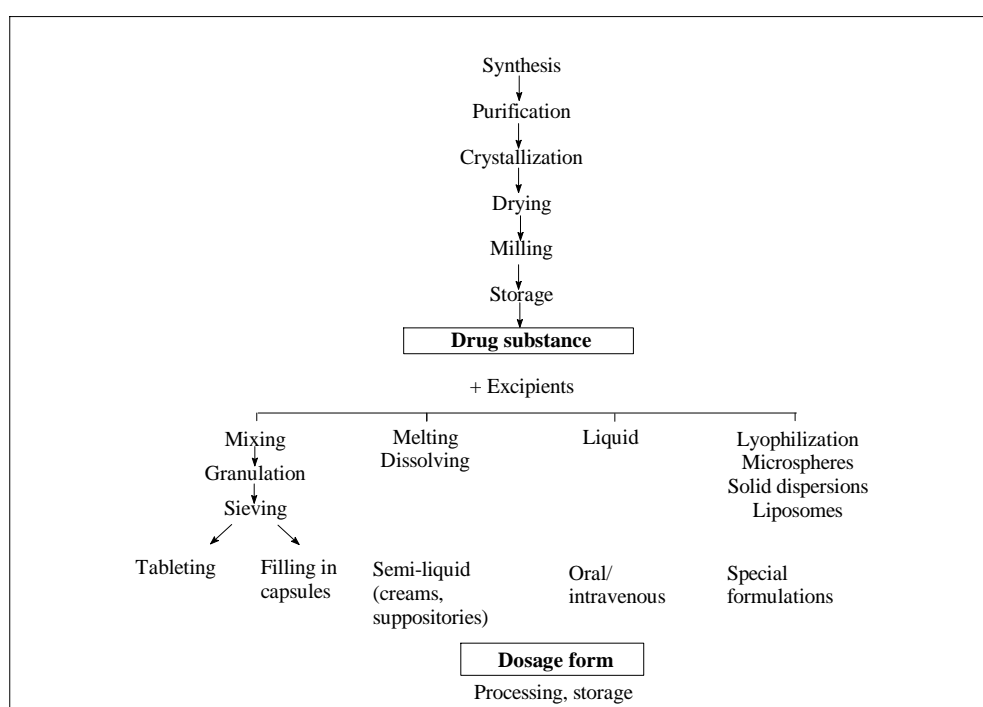 Synthesis
Purification
Crystallization
Drying
Milling
Storage
Drug substance
+ Excipients
Mixing
Granulation
Sieving
Tableting
Filling in
capsules
Melting
Dissolving
Semi-liquid
(creams,
suppositories)
Liquid
Oral/
intravenous
Lyophilization
Microspheres
Solid dispersions
Liposomes
Special
formulations
Dosage form
Processing, storage